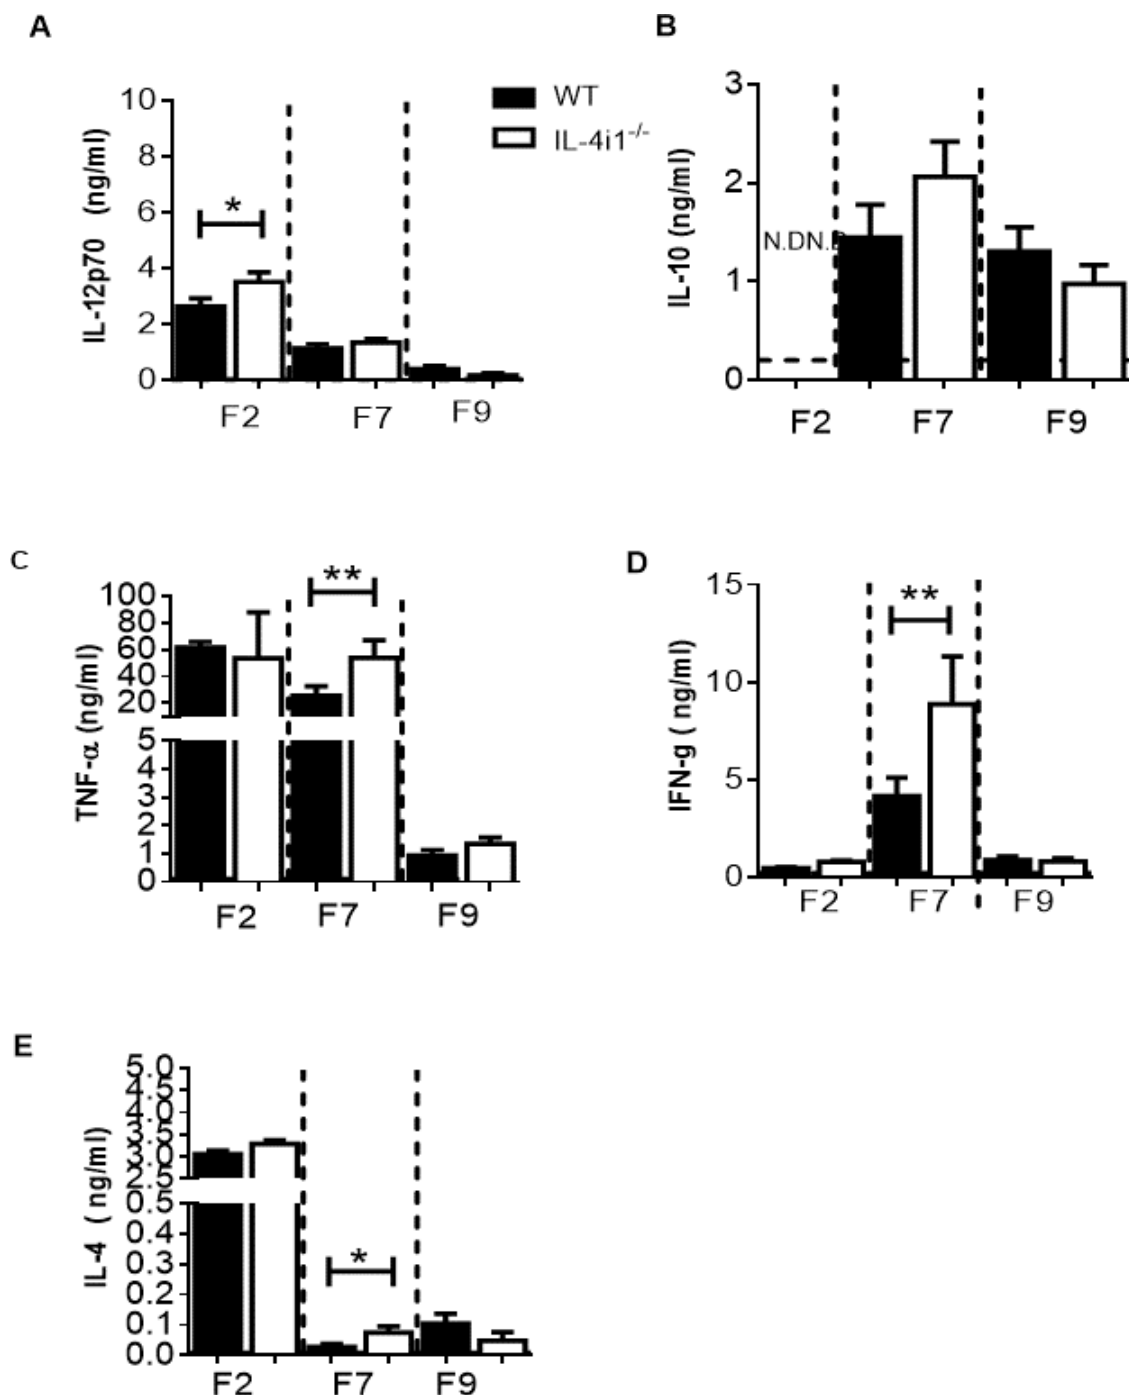 A
B
WT
IL-4i1-/-
IL-12p70 (ng/ml)
10
8
6
4
2
0
*
F2 F7 F9
IL-10 (ng/ml)
3
2
1
0
N.DN.D
F2 F7 F9
C
D
TNF-α (ng/ml)
100
80
60
40
20
5
4
3
2
1
0
**
F2 F7 F9
IFN-g ( ng/ml)
15
10
5
0
**
F2 F7 F9
E
IL-4 ( ng/ml)
5.0
4.5
4.0
3.5
3.0
2.5
0.5
0.4
0.3
0.2
0.1
0.0
*
F2 F7 F9